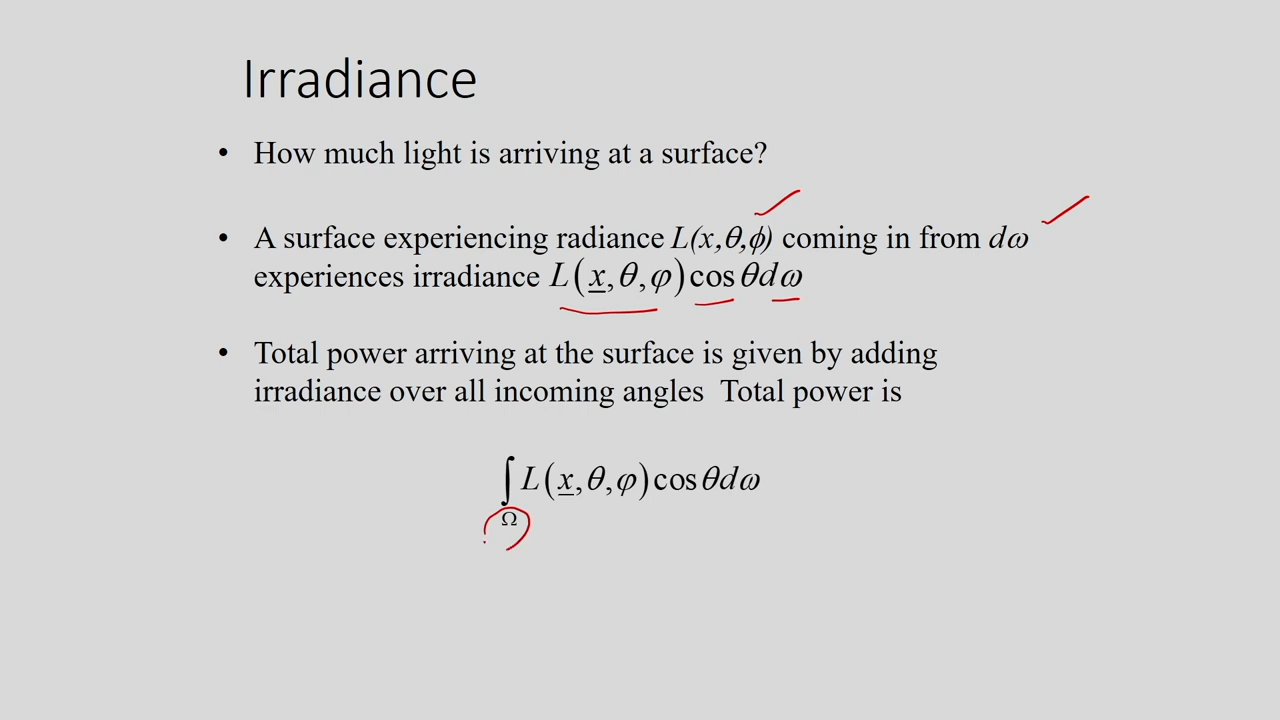 Irradiance
• How much light is arriving at a surface?
• A surface experiencing radiance L(x,θ,ϕ) coming in from dω
experiences irradiance L(x,θ,φ)cosθdω
• Total power arriving at the surface is given by adding
irradiance over all incoming angles  Total power is
∫ L(x,θ,φ)cosθdω
Ω